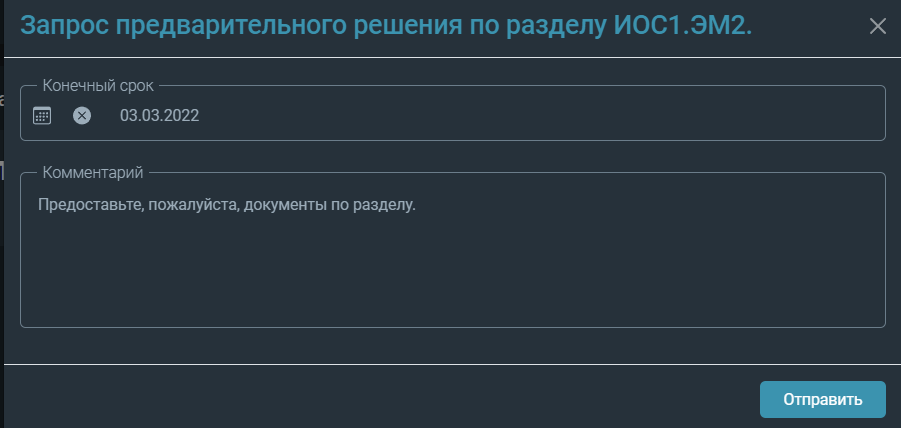 Запрос предварительного решения по разделу ИОС1.ЭМ2.
Конечный срок
03.03.2022
Комментарий
Предоставьте, пожалуйста, документы по разделу.
Отправить